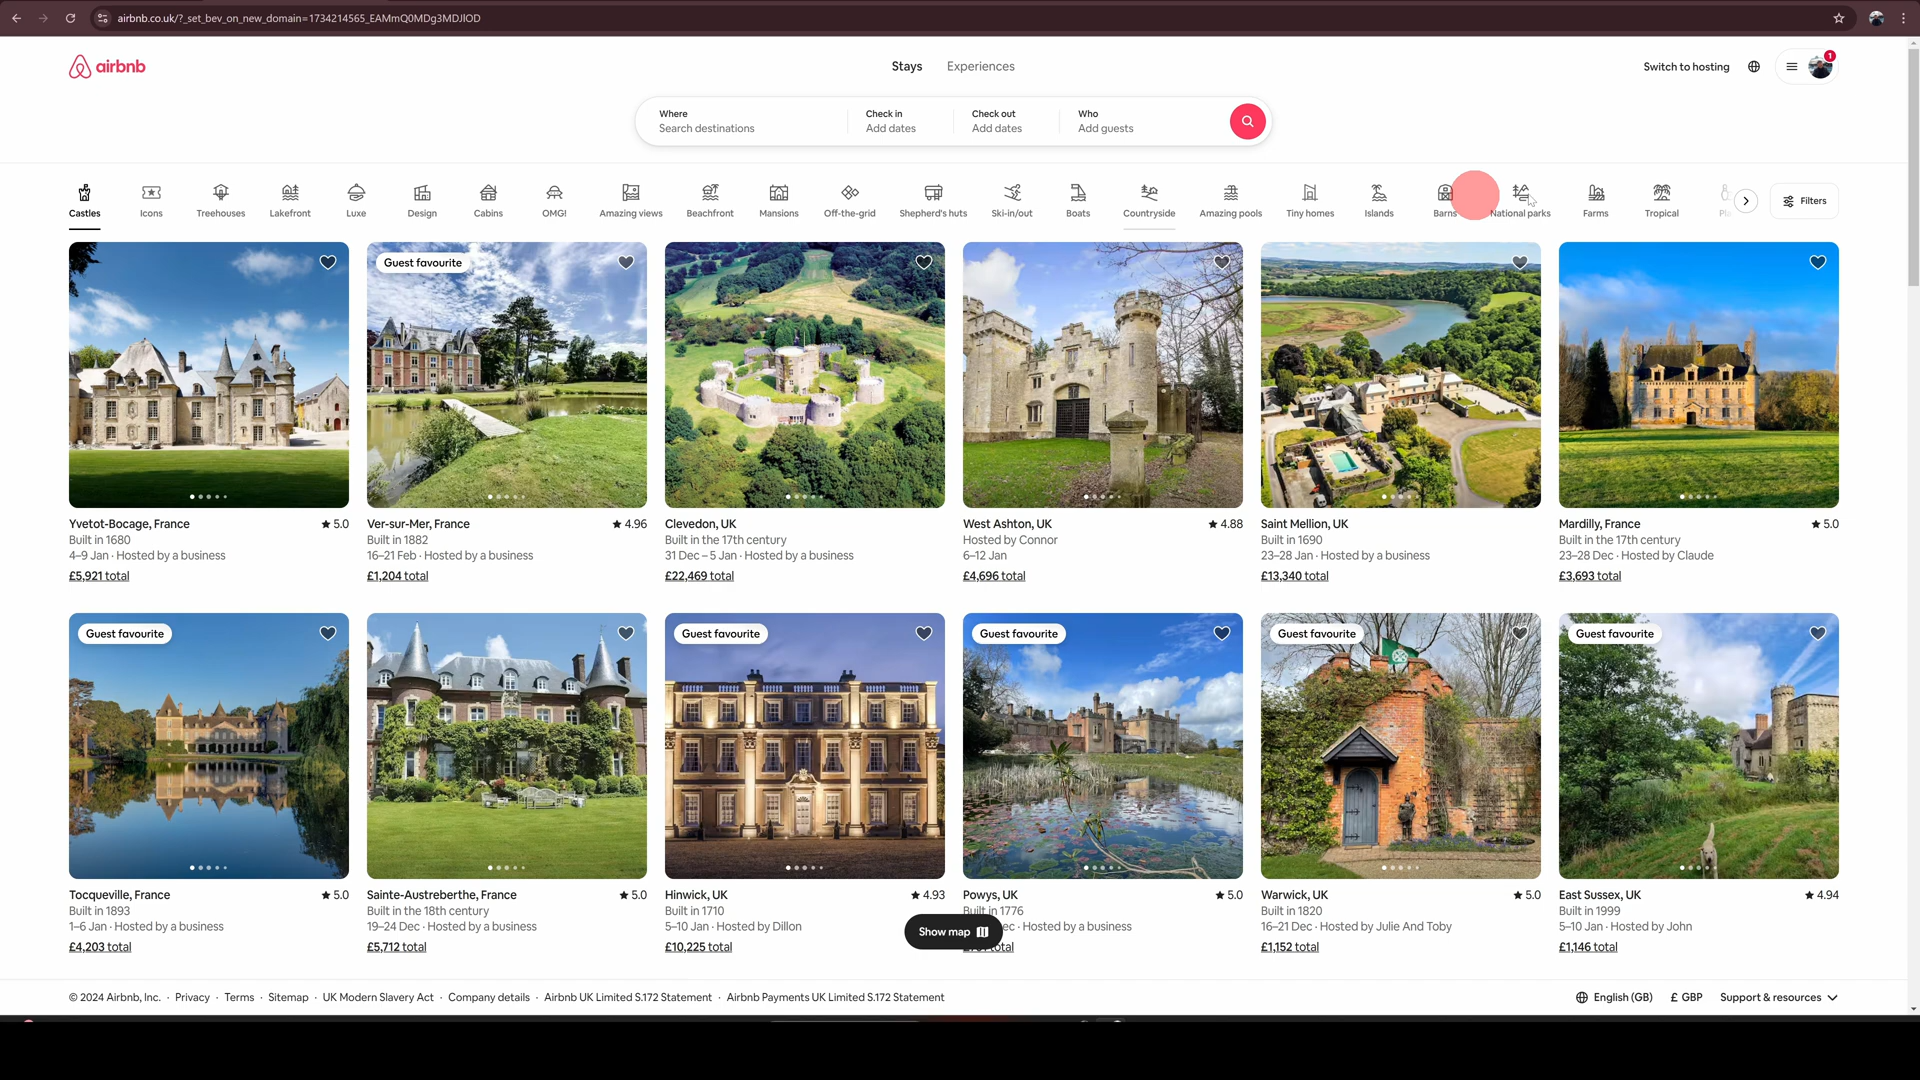 airbnb.co.uk/?_set_bev_on_new_domain=1734214565_EAMmQ0MDg3MDJlOD
airbnb
Stays
Experiences
Switch to hosting
1
Where
Search destinations
Check in
Add dates
Check out
Add dates
Who
Add guests
Castles
Icons
Treehouses
Lakefront
Luxe
Design
Cabins
OMG!
Amazing views
Beachfront
Mansions
Off-the-grid
Shepherd's huts
Ski-in/out
Boats
Countryside
Amazing pools
Tiny homes
Islands
Barns
National parks
Farms
Tropical
Filters
Yvetot-Bocage, France
5.0
Built in 1680
4–9 Jan · Hosted by a business
£5,921 total
Guest favourite
Ver-sur-Mer, France
4.96
Built in 1882
16–21 Feb · Hosted by a business
£1,204 total
Clevedon, UK
Built in the 17th century
31 Dec – 5 Jan · Hosted by a business
£22,469 total
West Ashton, UK
4.88
Hosted by Connor
6–12 Jan
£4,696 total
Saint Mellion, UK
Built in 1690
23–28 Jan · Hosted by a business
£13,340 total
Mardilly, France
5.0
Built in the 17th century
23–28 Dec · Hosted by Claude
£3,693 total
Guest favourite
Tocqueville, France
5.0
Built in 1893
1–6 Jan · Hosted by a business
£4,203 total
Sainte-Austreberthe, France
5.0
Built in the 18th century
19–24 Dec · Hosted by a business
£5,712 total
Guest favourite
Hinwick, UK
4.93
Built in 1710
5–10 Jan · Hosted by Dillon
£10,225 total
Guest favourite
Powys, UK
5.0
Built in 1776
· Hosted by a business
total
Guest favourite
Warwick, UK
5.0
Built in 1820
16–21 Dec · Hosted by Julie And Toby
£1,152 total
Guest favourite
East Sussex, UK
4.94
Built in 1999
5–10 Jan · Hosted by John
£1,146 total
Show map
© 2024 Airbnb, Inc. · Privacy · Terms · Sitemap · UK Modern Slavery Act · Company details · Airbnb UK Limited S.172 Statement · Airbnb Payments UK Limited S.172 Statement
English (GB)
£ GBP
Support & resources